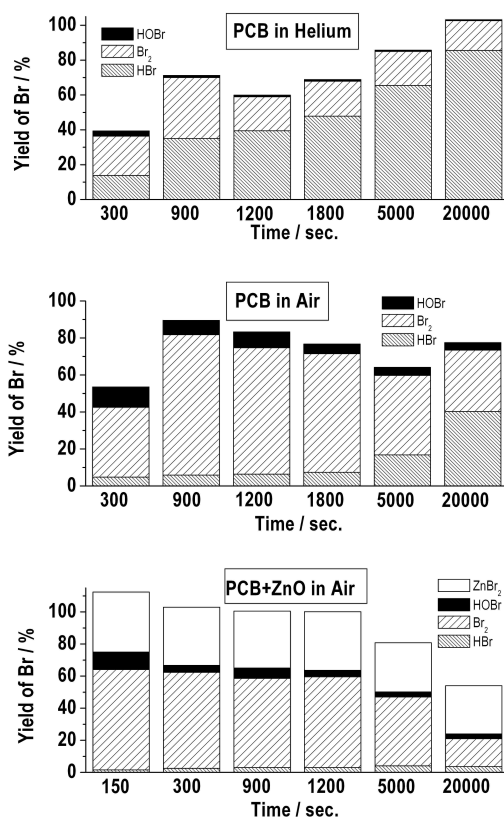 PCB in Helium
HOBr
Br₂
HBr
Yield of Br / %
100
80
60
40
20
0
300 900 1200 1800 5000 20000
Time / sec.
PCB in Air
HOBr
Br₂
HBr
Yield of Br / %
100
80
60
40
20
0
300 900 1200 1800 5000 20000
Time / sec.
PCB+ZnO in Air
ZnBr₂
HOBr
Br₂
HBr
Yield of Br / %
100
80
60
40
20
0
150 300 900 1200 5000 20000
Time / sec.